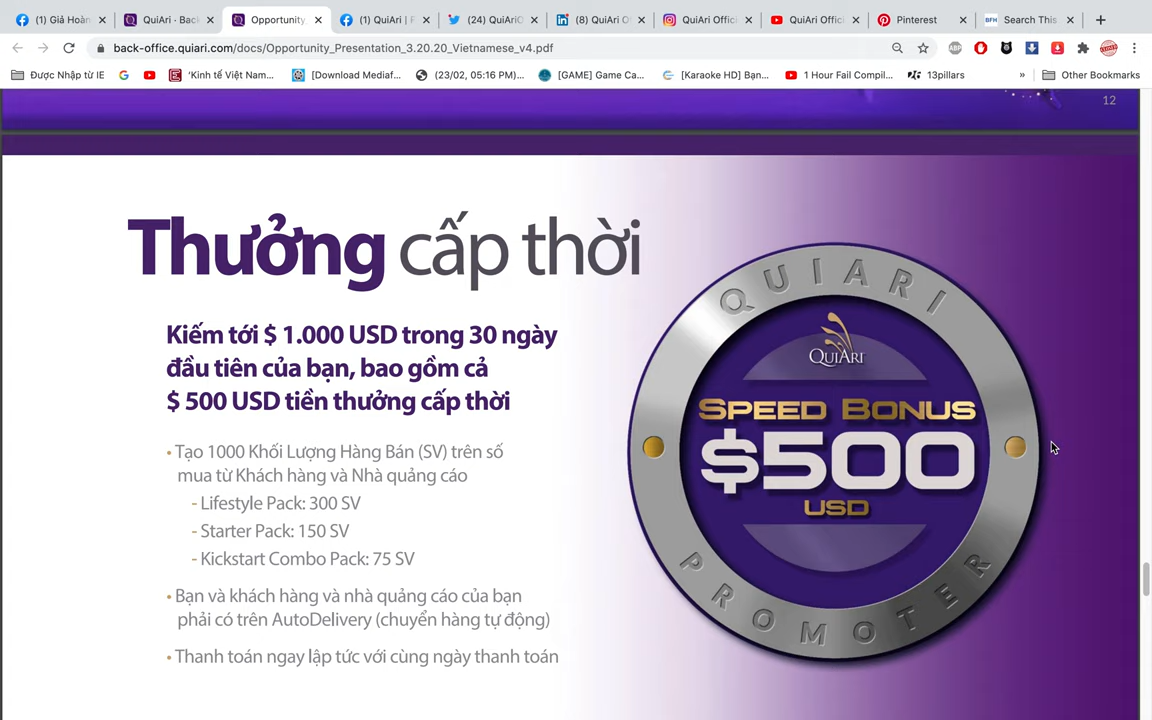 (1) Giả Hoàn
QuiAri · Back
Opportunity_
(1) QuiAri | F
(24) QuiAriO
(8) QuiAri O
QuiAri Offici
QuiAri Offici
Pinterest
Search This
back-office.quiari.com/docs/Opportunity_Presentation_3.20.20_Vietnamese_v4.pdf
ABP
Được Nhập từ IE
'Kinh tế Việt Nam...
[Download Mediaf...
(23/02, 05:16 PM)...
[GAME] Game Ca...
[Karaoke HD] Bạn...
1 Hour Fail Compil...
13pillars
»
Other Bookmarks
12
Thưởng cấp thời
Kiếm tới $ 1.000 USD trong 30 ngày
đầu tiên của bạn, bao gồm cả
$ 500 USD tiền thưởng cấp thời
• Tạo 1000 Khối Lượng Hàng Bán (SV) trên số
mua từ Khách hàng và Nhà quảng cáo
- Lifestyle Pack: 300 SV
- Starter Pack: 150 SV
- Kickstart Combo Pack: 75 SV
• Bạn và khách hàng và nhà quảng cáo của bạn
phải có trên AutoDelivery (chuyển hàng tự động)
• Thanh toán ngay lập tức với cùng ngày thanh toán
QUIARI
QUIARI
SPEED BONUS
$500
USD
PROMOTER